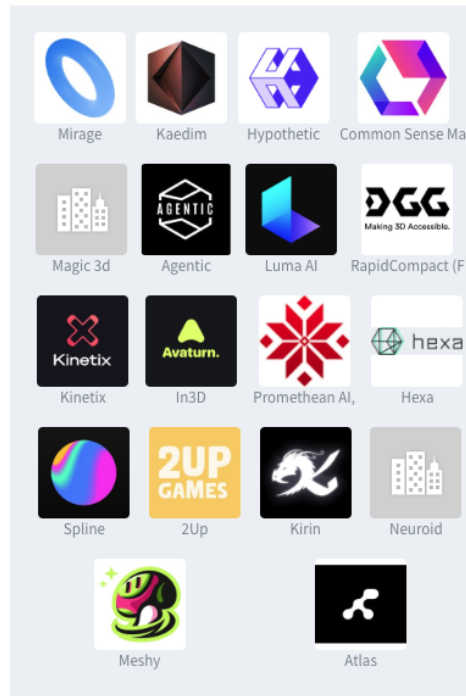 Mirage
Kaedim
Hypothetic
Common Sense Ma
AGENTIC
DGG
Making 3D Accessible.
Magic 3d
Agentic
Luma AI
RapidCompact (F
Kinetix
Avaturn.
hexa
Kinetix
In3D
Promethean AI,
Hexa
2UP
GAMES
Spline
2Up
Kirin
Neuroid
Meshy
Atlas